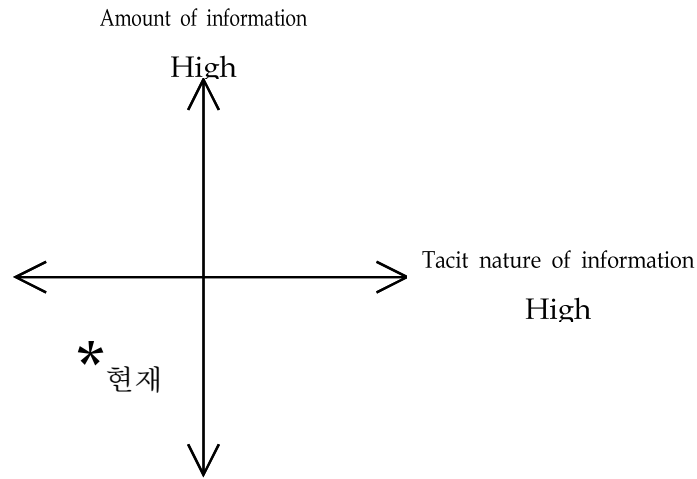 Amount of information
High
Tacit nature of information
High
*현재